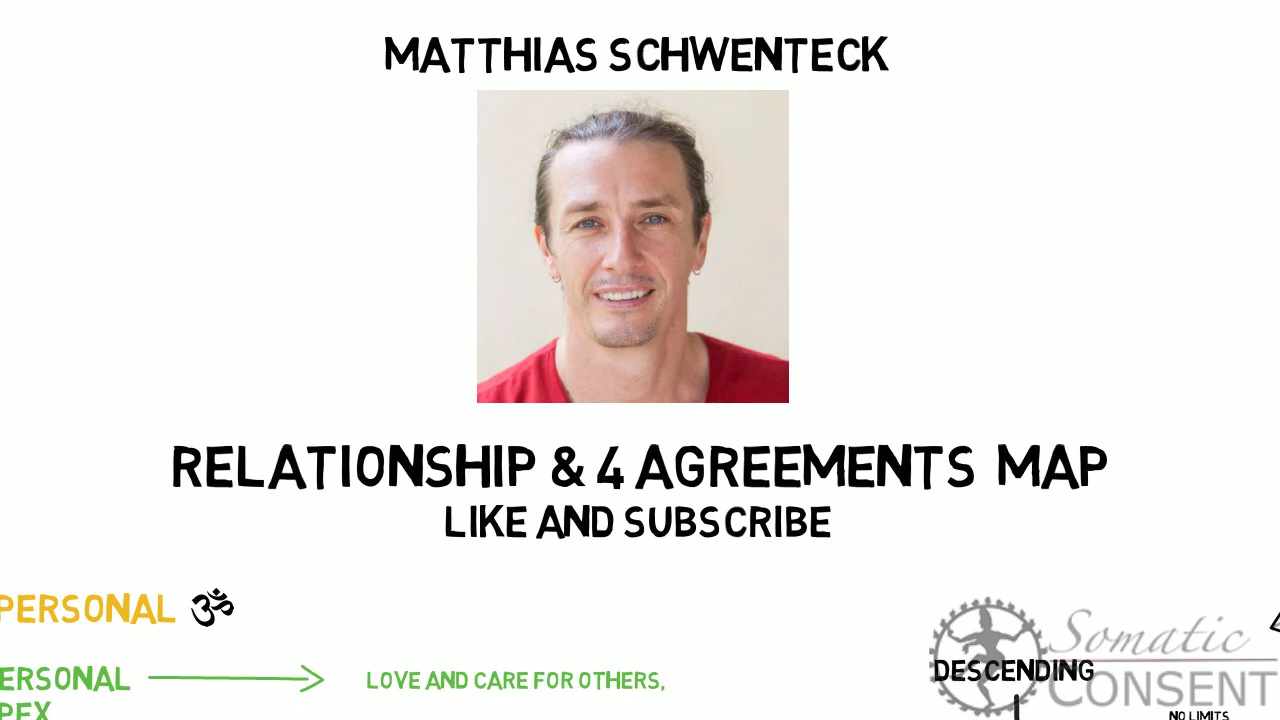 MATTHIAS SCHWENTECK
RELATIONSHIP & 4 AGREEMENTS MAP
LIKE AND SUBSCRIBE
PERSONAL ॐ
ERSONAL
LOVE AND CARE FOR OTHERS,
PEX
Somatic
DESCENDING
CONSENT
NO LIMITS